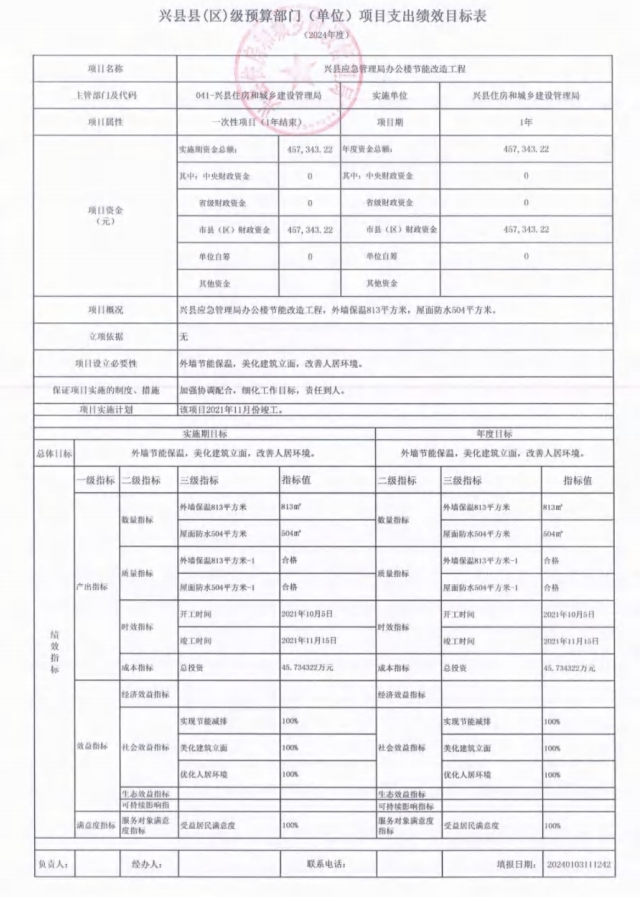 兴县县(区)级预算部门（单位）项目支出绩效目标表
（2024年度）
项目名称 兴县应急管理局办公楼节能改造工程
主管部门及代码 041-兴县住房和城乡建设管理局 实施单位 兴县住房和城乡建设管理局
项目属性 一次性项目（1年结束） 项目期 1年
项目资金（元） 实施期资金总额： 457,343.22 年度资金总额： 457,343.22
其中：中央财政资金 0 其中：中央财政资金 0
省级财政资金 0 省级财政资金 0
市县（区）财政资金 457,343.22 市县（区）财政资金 457,343.22
单位自筹 0 单位自筹 0
其他资金 其他资金
项目概况 兴县应急管理局办公楼节能改造工程，外墙保温813平方米，屋面防水504平方米。
立项依据 无
项目设立必要性 外墙节能保温，美化建筑立面，改善人居环境。
保证项目实施的制度、措施 加强协调配合，细化工作目标，责任到人。
项目实施计划 该项目2021年11月份竣工。
实施期目标 年度目标
总体目标 外墙节能保温，美化建筑立面，改善人居环境。 外墙节能保温，美化建筑立面，改善人居环境。
绩效指标 一级指标 二级指标 三级指标 指标值 二级指标 三级指标 指标值
产出指标 数量指标 外墙保温813平方米 813㎡ 数量指标 外墙保温813平方米 813㎡
屋面防水504平方米 504㎡ 屋面防水504平方米 504㎡
质量指标 外墙保温813平方米-1 合格 质量指标 外墙保温813平方米-1 合格
屋面防水504平方米-1 合格 屋面防水504平方米-1 合格
时效指标 开工时间 2021年10月5日 时效指标 开工时间 2021年10月5日
竣工时间 2021年11月15日 竣工时间 2021年11月15日
成本指标 总投资 45.734322万元 成本指标 总投资 45.734322万元
效益指标 经济效益指标 经济效益指标
社会效益指标 实现节能减排 100% 社会效益指标 实现节能减排 100%
美化建筑立面 100% 美化建筑立面 100%
优化人居环境 100% 优化人居环境 100%
生态效益指标 生态效益指标
可持续影响指 可持续影响指
满意度指标 服务对象满意度指标 受益居民满意度 100% 服务对象满意度指标 受益居民满意度 100%
负责人： 经办人： 联系电话： 填报日期： 20240103111242